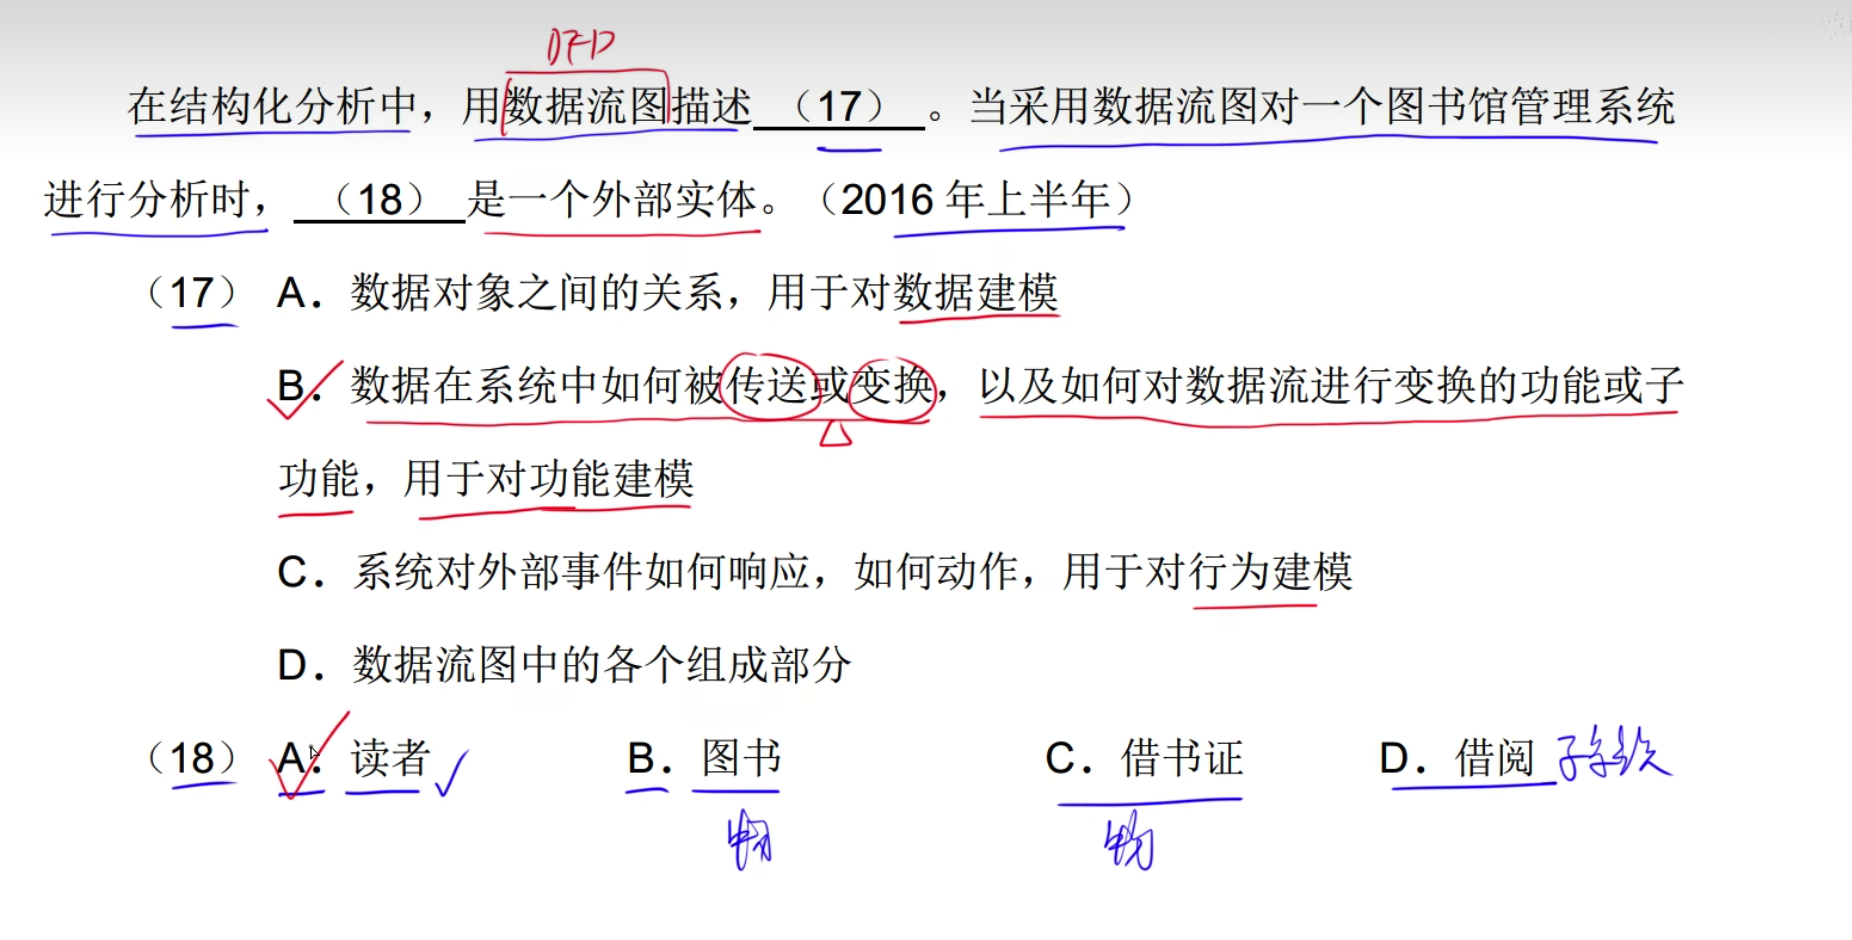 DFD
在结构化分析中，用数据流图描述 （17） 。当采用数据流图对一个图书馆管理系统
进行分析时， （18） 是一个外部实体。（2016 年上半年）
（17） A．数据对象之间的关系，用于对数据建模
B．数据在系统中如何被传送或变换，以及如何对数据流进行变换的功能或子
功能，用于对功能建模
C．系统对外部事件如何响应，如何动作，用于对行为建模
D．数据流图中的各个组成部分
（18） A．读者 B．图书 C．借书证 D．借阅 子系统
物 物